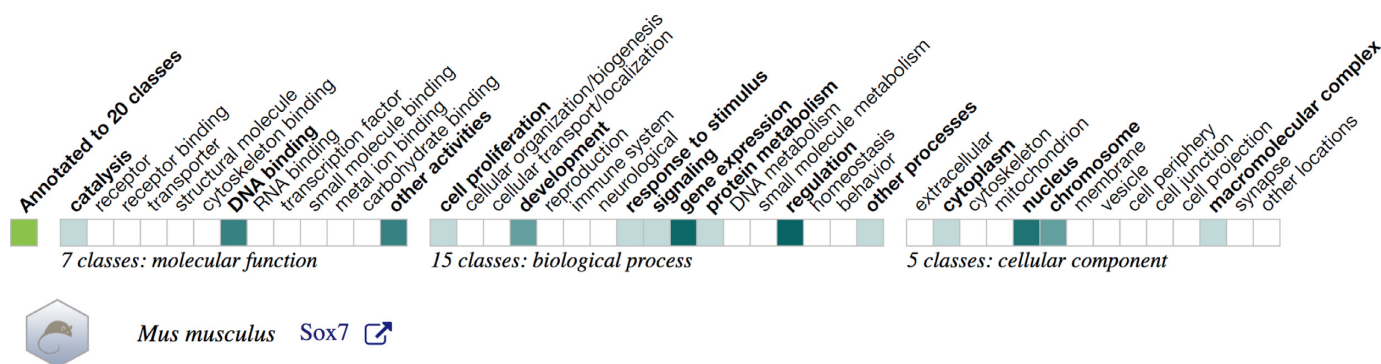 Annotated to 20 classes
catalysis
receptor
receptor binding
transporter
structural molecule
cytoskeleton binding
DNA binding
RNA binding
transcription factor
small molecule binding
metal ion binding
carbohydrate binding
other activities
cell proliferation
cellular organization/biogenesis
cellular transport/localization
development
reproduction
immune system
neurological
response to stimulus
signaling
gene expression
protein metabolism
DNA metabolism
small molecule metabolism
regulation
homeostasis
behavior
other processes
extracellular
cytoplasm
cytoskeleton
mitochondrion
nucleus
chromosome
membrane
vesicle
cell periphery
cell junction
cell projection
macromolecular complex
synapse
other locations
7 classes: molecular function
15 classes: biological process
5 classes: cellular component
Mus musculus Sox7